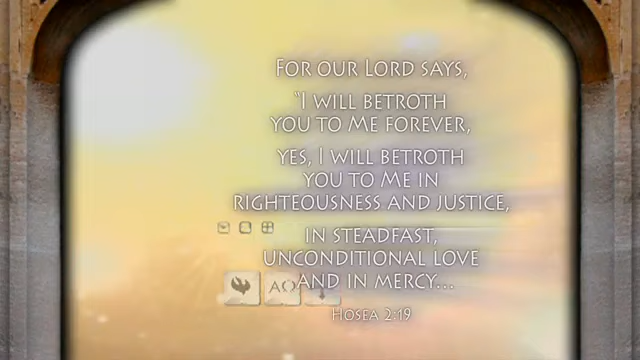 FOR OUR LORD SAYS,
"I WILL BETROTH
YOU TO ME FOREVER,
YES, I WILL BETROTH
YOU TO ME IN
RIGHTEOUSNESS AND JUSTICE,
IN STEADFAST,
UNCONDITIONAL LOVE
ΑΩ AND IN MERCY...
HOSEA 2:19